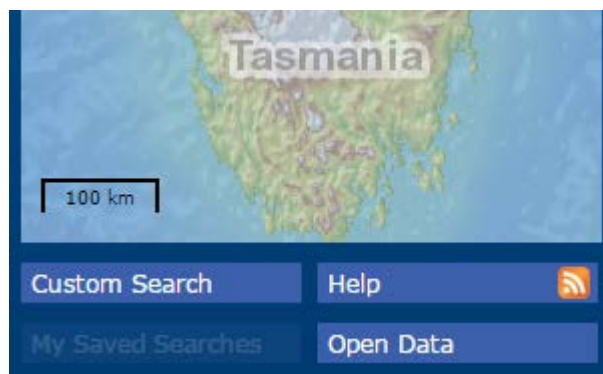 Tasmania
100 km
Custom Search
Help
My Saved Searches
Open Data